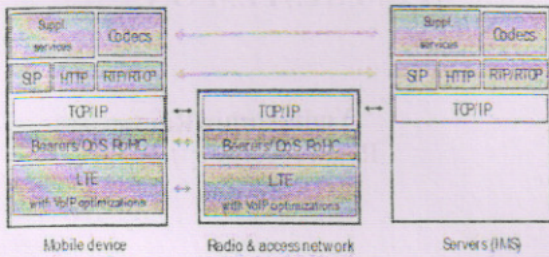 Suppl. services
Codecs
SIP
HTTP
RTP/RTCP
TCP/IP
Bearers/QoS RoHC
LTE
with VoIP optimizations
Mobile device
TCP/IP
Bearers/QoS RoHC
LTE
with VoIP optimizations
Radio & access network
Suppl. services
Codecs
SIP
HTTP
RTP/RTCP
TCP/IP
Servers (IMS)